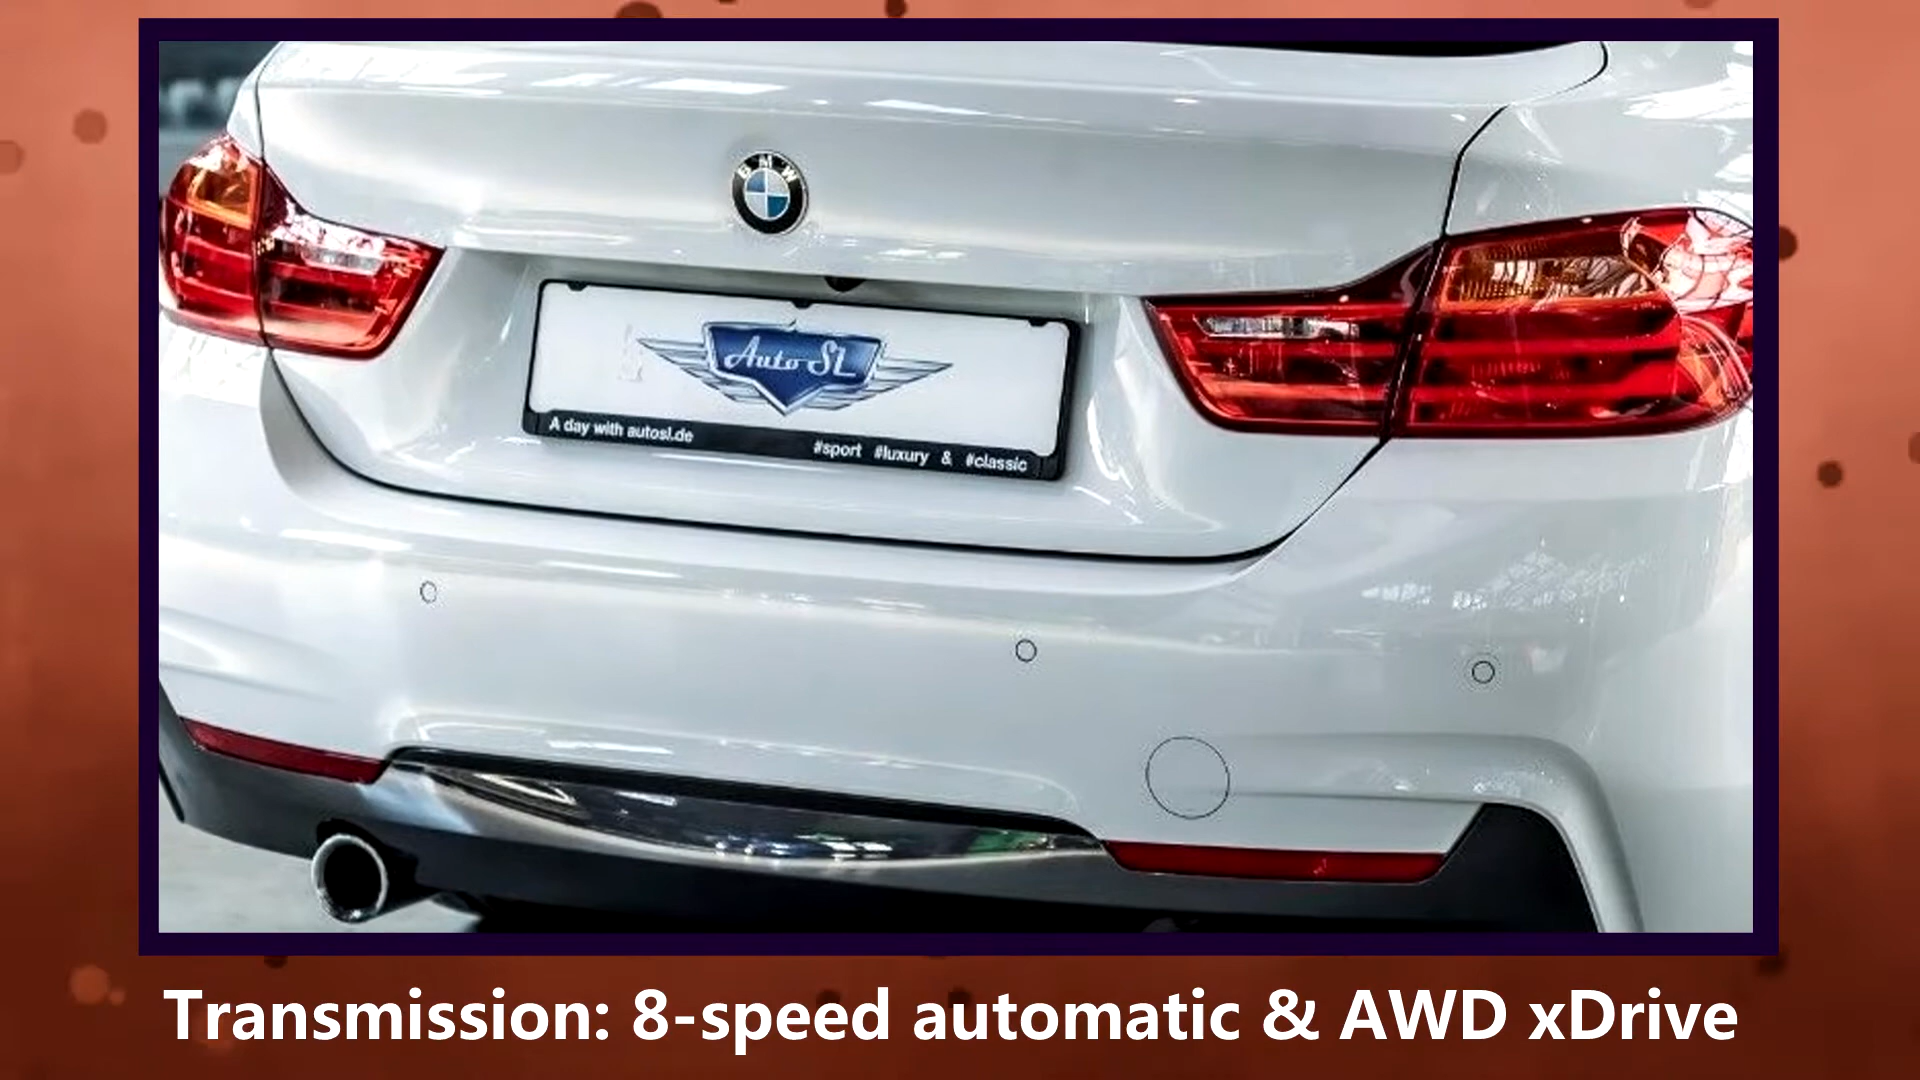 BMW
Auto SL
A day with autosl.de
#sport #luxury & #classic
Transmission: 8-speed automatic & AWD xDrive